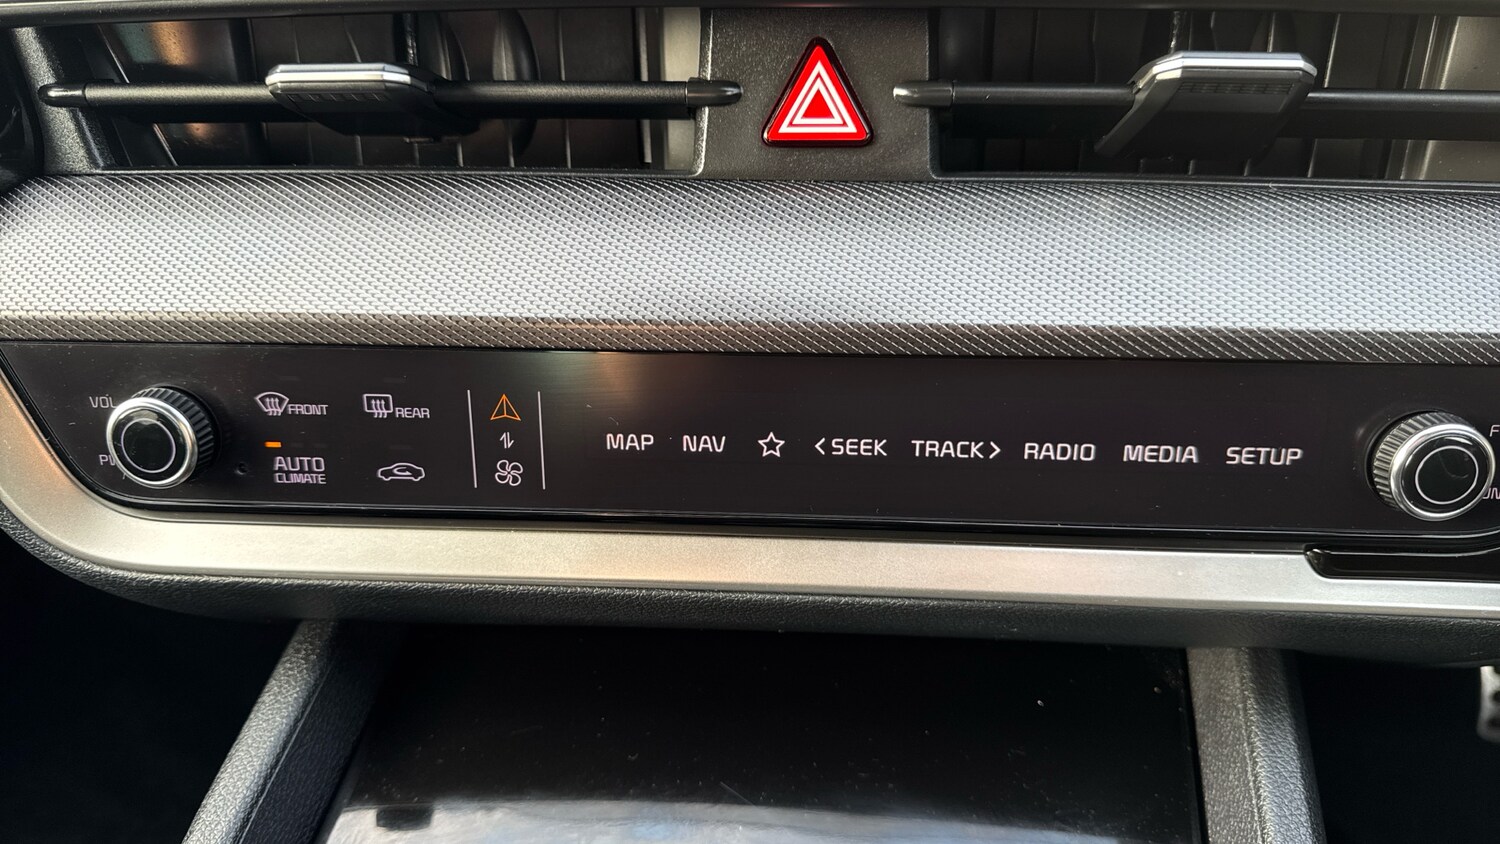 VOL
FRONT
REAR
AUTO
CLIMATE
MAP NAV < SEEK TRACK > RADIO MEDIA SETUP